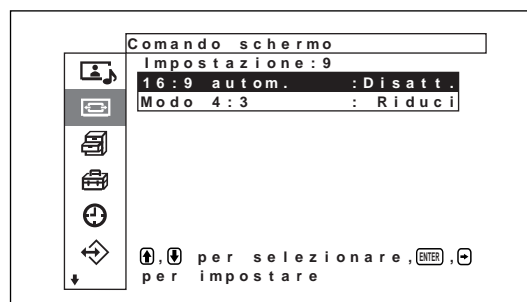 Comando schermo
Impostazione:9
16:9 autom. :Disatt.
Modo 4:3 : Riduci
, per selezionare, ENTER ,
per impostare